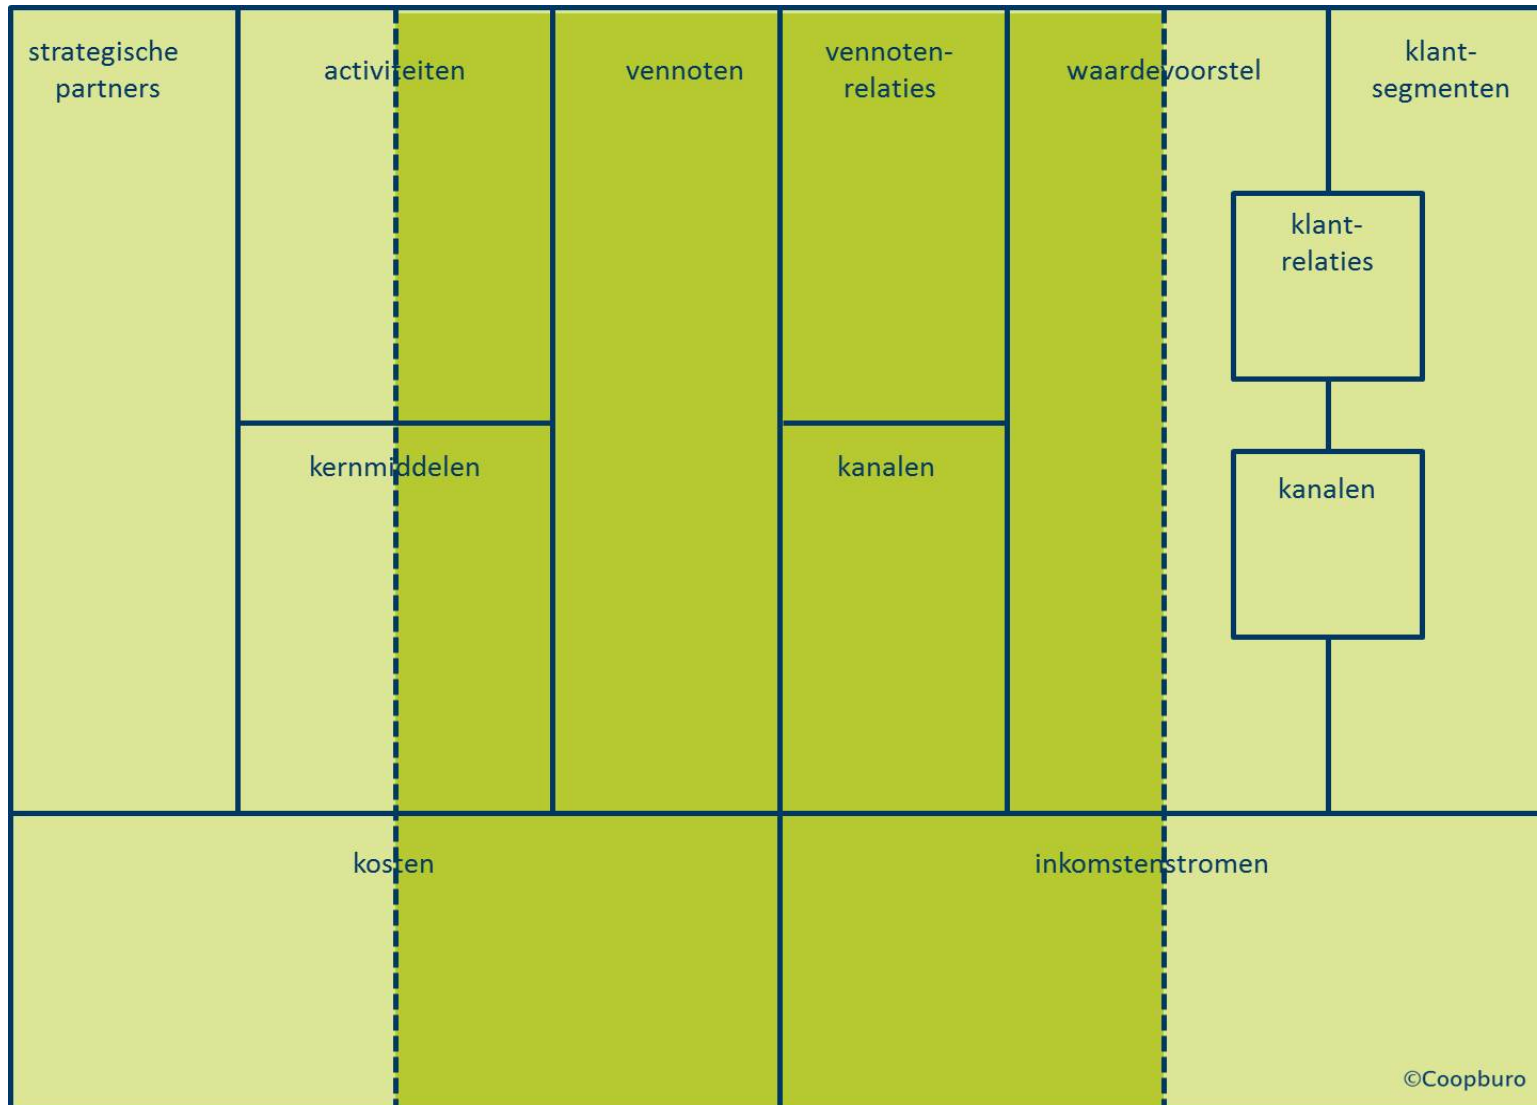 strategische
partners
activiteiten
vennoten
vennoten-
relaties
waardevoorstel
klant-
segmenten
klant-
relaties
kernmiddelen
kanalen
kanalen
kosten
inkomstenstromen
©Coopburo